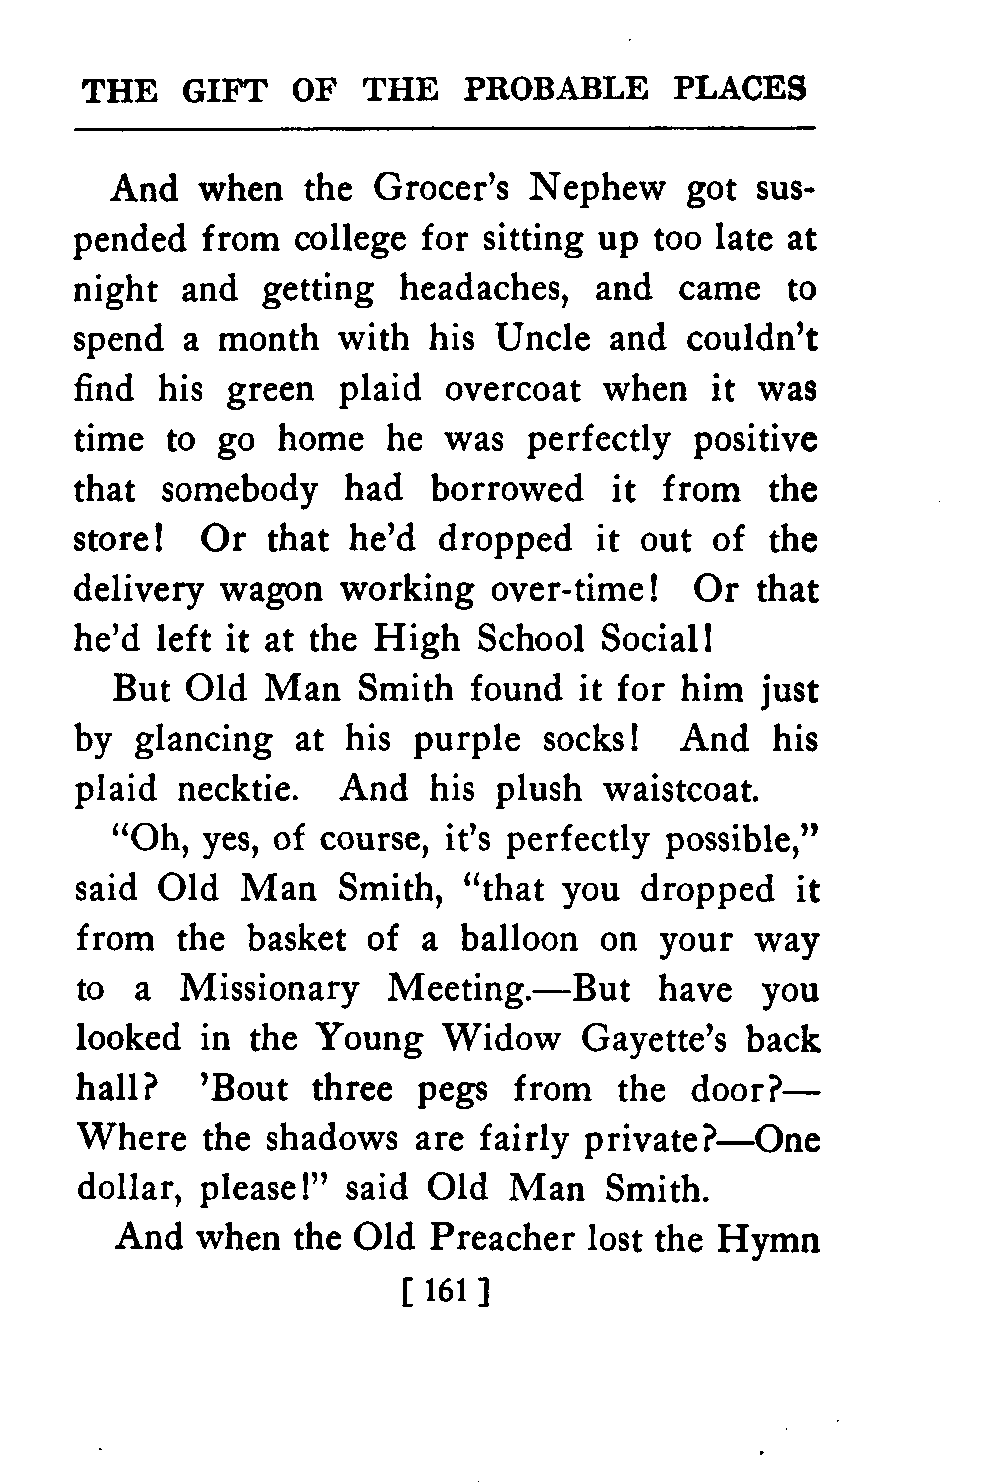 THE GIFT OF THE PROBABLE PLACES
And when the Grocer's Nephew got sus-
pended from college for sitting up too late at
night and getting headaches, and came to
spend a month with his Uncle and couldn't
find his green plaid overcoat when it was
time to go home he was perfectly positive
that somebody had borrowed it from the
store! Or that he'd dropped it out of the
delivery wagon working over-time! Or that
he'd left it at the High School Social!
But Old Man Smith found it for him just
by glancing at his purple socks! And his
plaid necktie. And his plush waistcoat.
"Oh, yes, of course, it's perfectly possible,"
said Old Man Smith, "that you dropped it
from the basket of a balloon on your way
to a Missionary Meeting.—But have you
looked in the Young Widow Gayette's back
hall? 'Bout three pegs from the door?—
Where the shadows are fairly private?—One
dollar, please!" said Old Man Smith.
And when the Old Preacher lost the Hymn
[ 161 ]